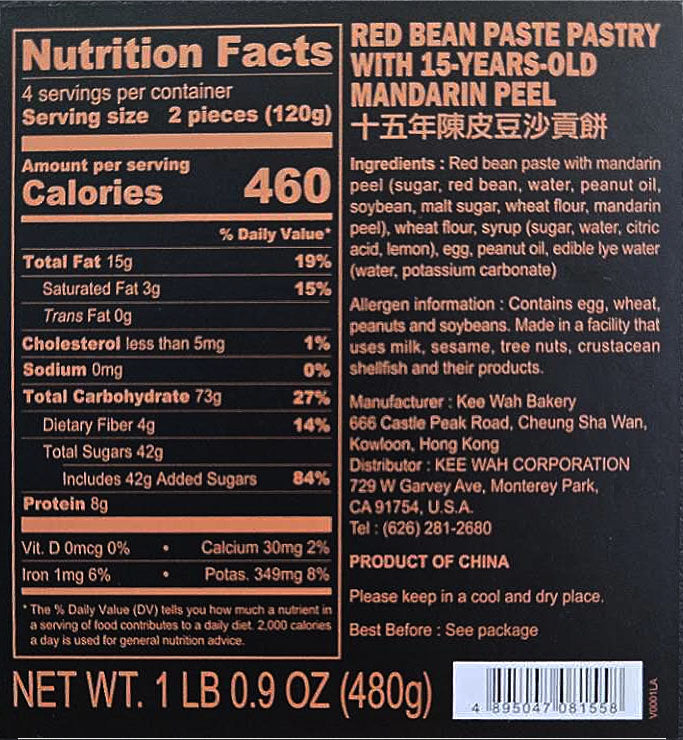 Nutrition Facts
4 servings per container
Serving size 2 pieces (120g)
Amount per serving
Calories 460
% Daily Value*
Total Fat 15g 19%
Saturated Fat 3g 15%
Trans Fat 0g
Cholesterol less than 5mg 1%
Sodium 0mg 0%
Total Carbohydrate 73g 27%
Dietary Fiber 4g 14%
Total Sugars 42g
Includes 42g Added Sugars 84%
Protein 8g
Vit. D 0mcg 0% • Calcium 30mg 2%
Iron 1mg 6% • Potas. 349mg 8%
* The % Daily Value (DV) tells you how much a nutrient in
a serving of food contributes to a daily diet. 2,000 calories
a day is used for general nutrition advice.
RED BEAN PASTE PASTRY
WITH 15-YEARS-OLD
MANDARIN PEEL
十五年陳皮豆沙貢餅
Ingredients : Red bean paste with mandarin
peel (sugar, red bean, water, peanut oil,
soybean, malt sugar, wheat flour, mandarin
peel), wheat flour, syrup (sugar, water, citric
acid, lemon), egg, peanut oil, edible lye water
(water, potassium carbonate)
Allergen information : Contains egg, wheat,
peanuts and soybeans. Made in a facility that
uses milk, sesame, tree nuts, crustacean
shellfish and their products.
Manufacturer : Kee Wah Bakery
666 Castle Peak Road, Cheung Sha Wan,
Kowloon, Hong Kong
Distributor : KEE WAH CORPORATION
729 W Garvey Ave, Monterey Park,
CA 91754, U.S.A.
Tel : (626) 281-2680
PRODUCT OF CHINA
Please keep in a cool and dry place.
Best Before : See package
NET WT. 1 LB 0.9 OZ (480g)
4 895047 081558
V0001LA